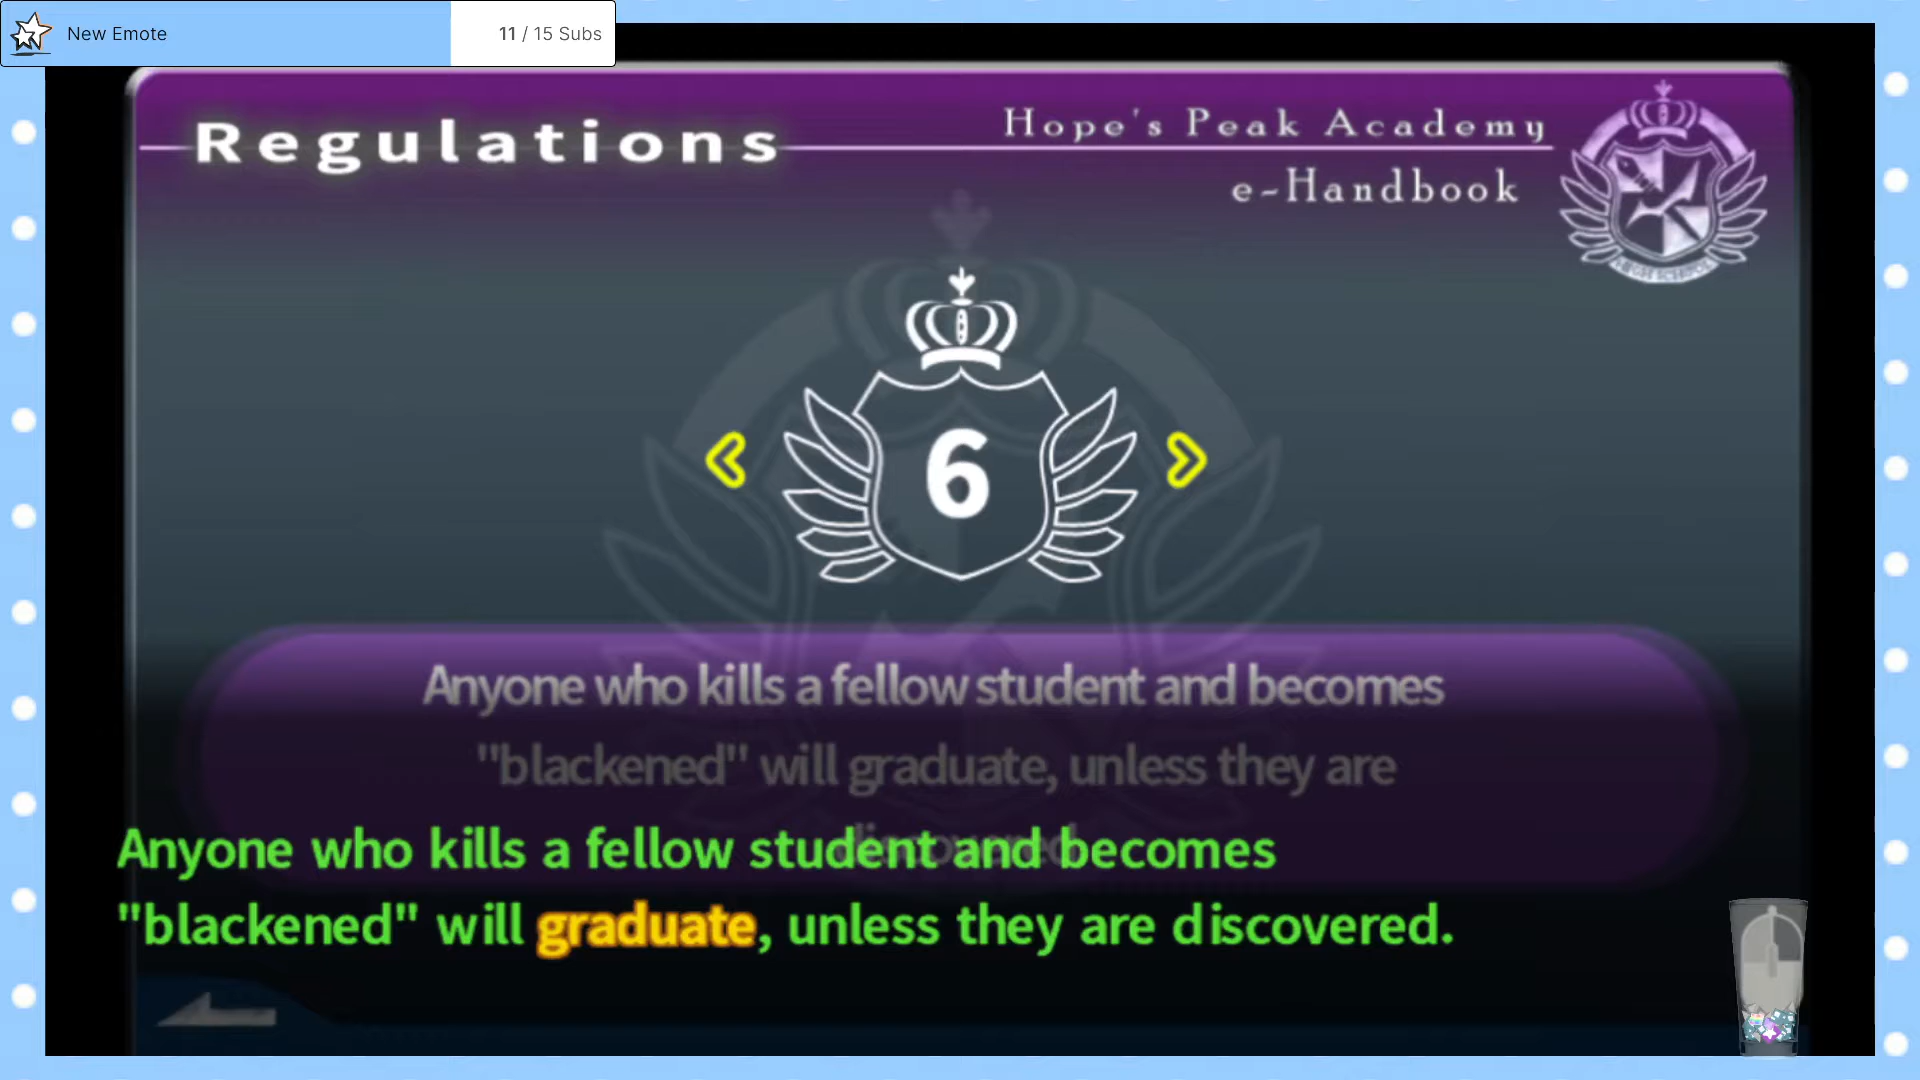 New Emote
11 / 15 Subs
Regulations
Hope's Peak Academy
e-Handbook
6
Anyone who kills a fellow student and becomes
"blackened" will graduate, unless they are
discovered.
Anyone who kills a fellow student and becomes
"blackened" will graduate, unless they are discovered.